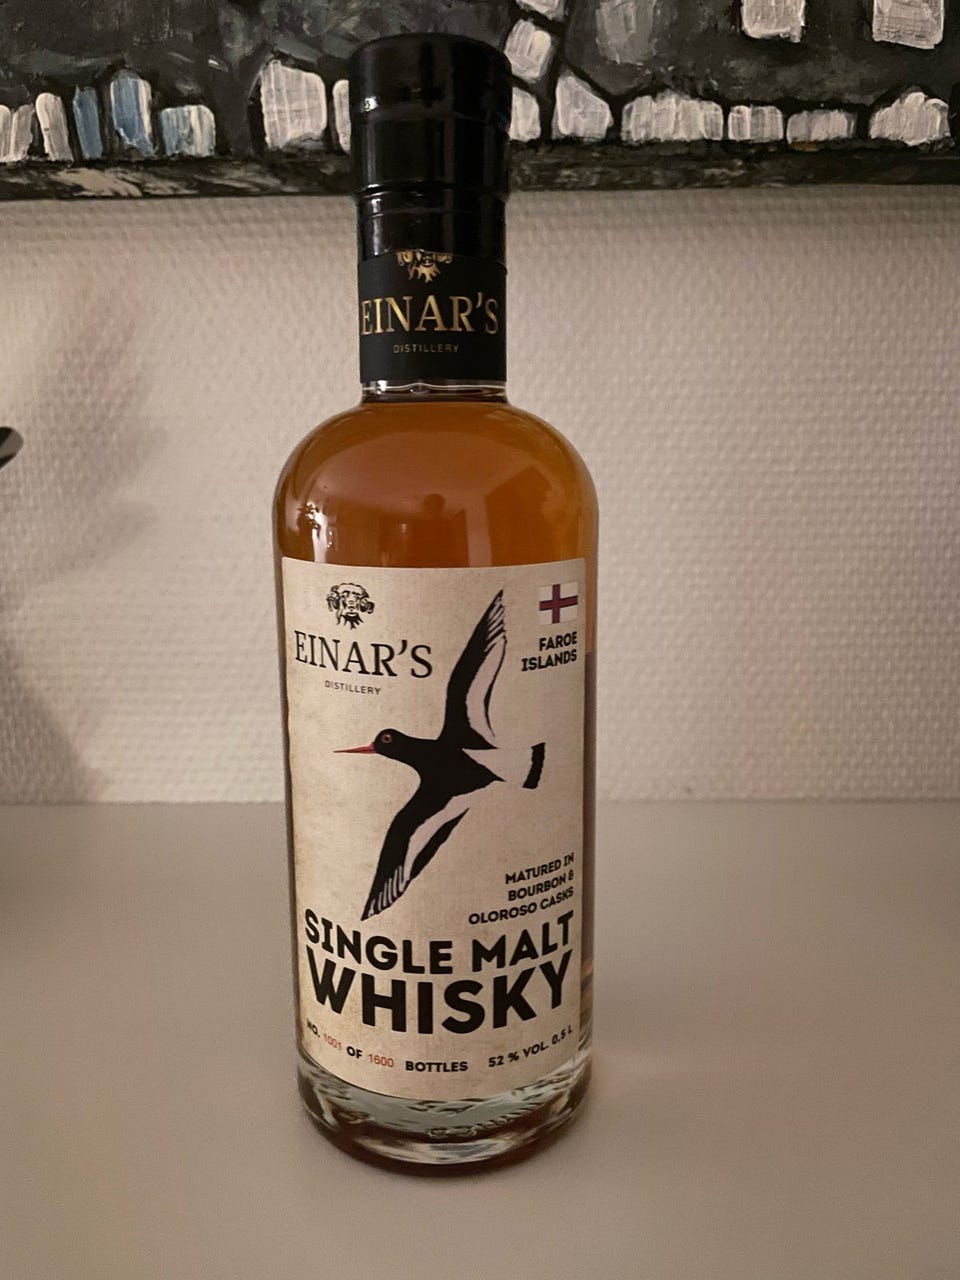 EINAR'S
DISTILLERY
EINAR'S
DISTILLERY
FAROE
ISLANDS
MATURED IN
BOURBON &
OLOROSO CASKS
SINGLE MALT
WHISKY
NO. 1001 OF 1600 BOTTLES 52 % VOL. 0,5 L